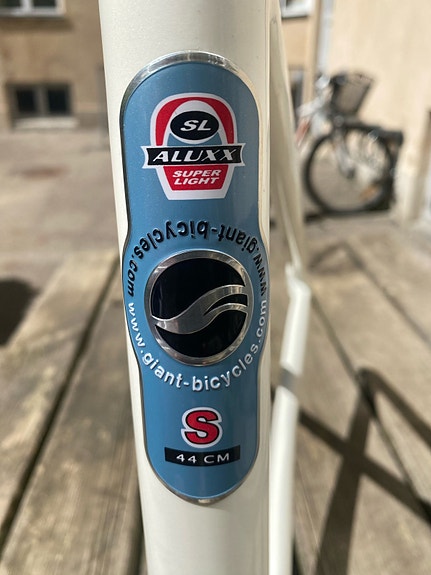 SL
ALUXX
SUPER
LIGHT
www.giant-bicycles.com
www.giant-bicycles.com
S
44 CM